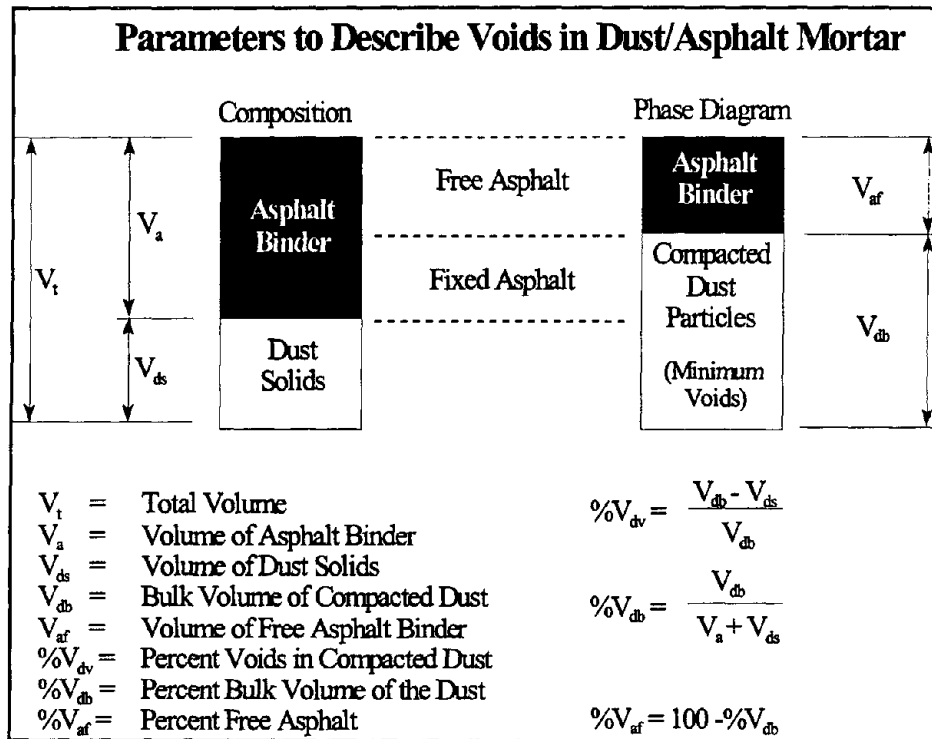 Parameters to Describe Voids in Dust/Asphalt Mortar
Composition
Phase Diagram
Asphalt
Binder
Free Asphalt
Asphalt
Binder
V_af
V_a
V_t
Fixed Asphalt
Compacted
Dust
Particles
(Minimum
Voids)
V_db
Dust
Solids
V_ds
V_t = Total Volume
V_a = Volume of Asphalt Binder
V_ds = Volume of Dust Solids
V_db = Bulk Volume of Compacted Dust
V_af = Volume of Free Asphalt Binder
%V_dv = Percent Voids in Compacted Dust
%V_db = Percent Bulk Volume of the Dust
%V_af = Percent Free Asphalt
%V_dv = (V_db - V_ds) / V_db
%V_db = V_db / (V_a + V_ds)
%V_af = 100 -%V_db